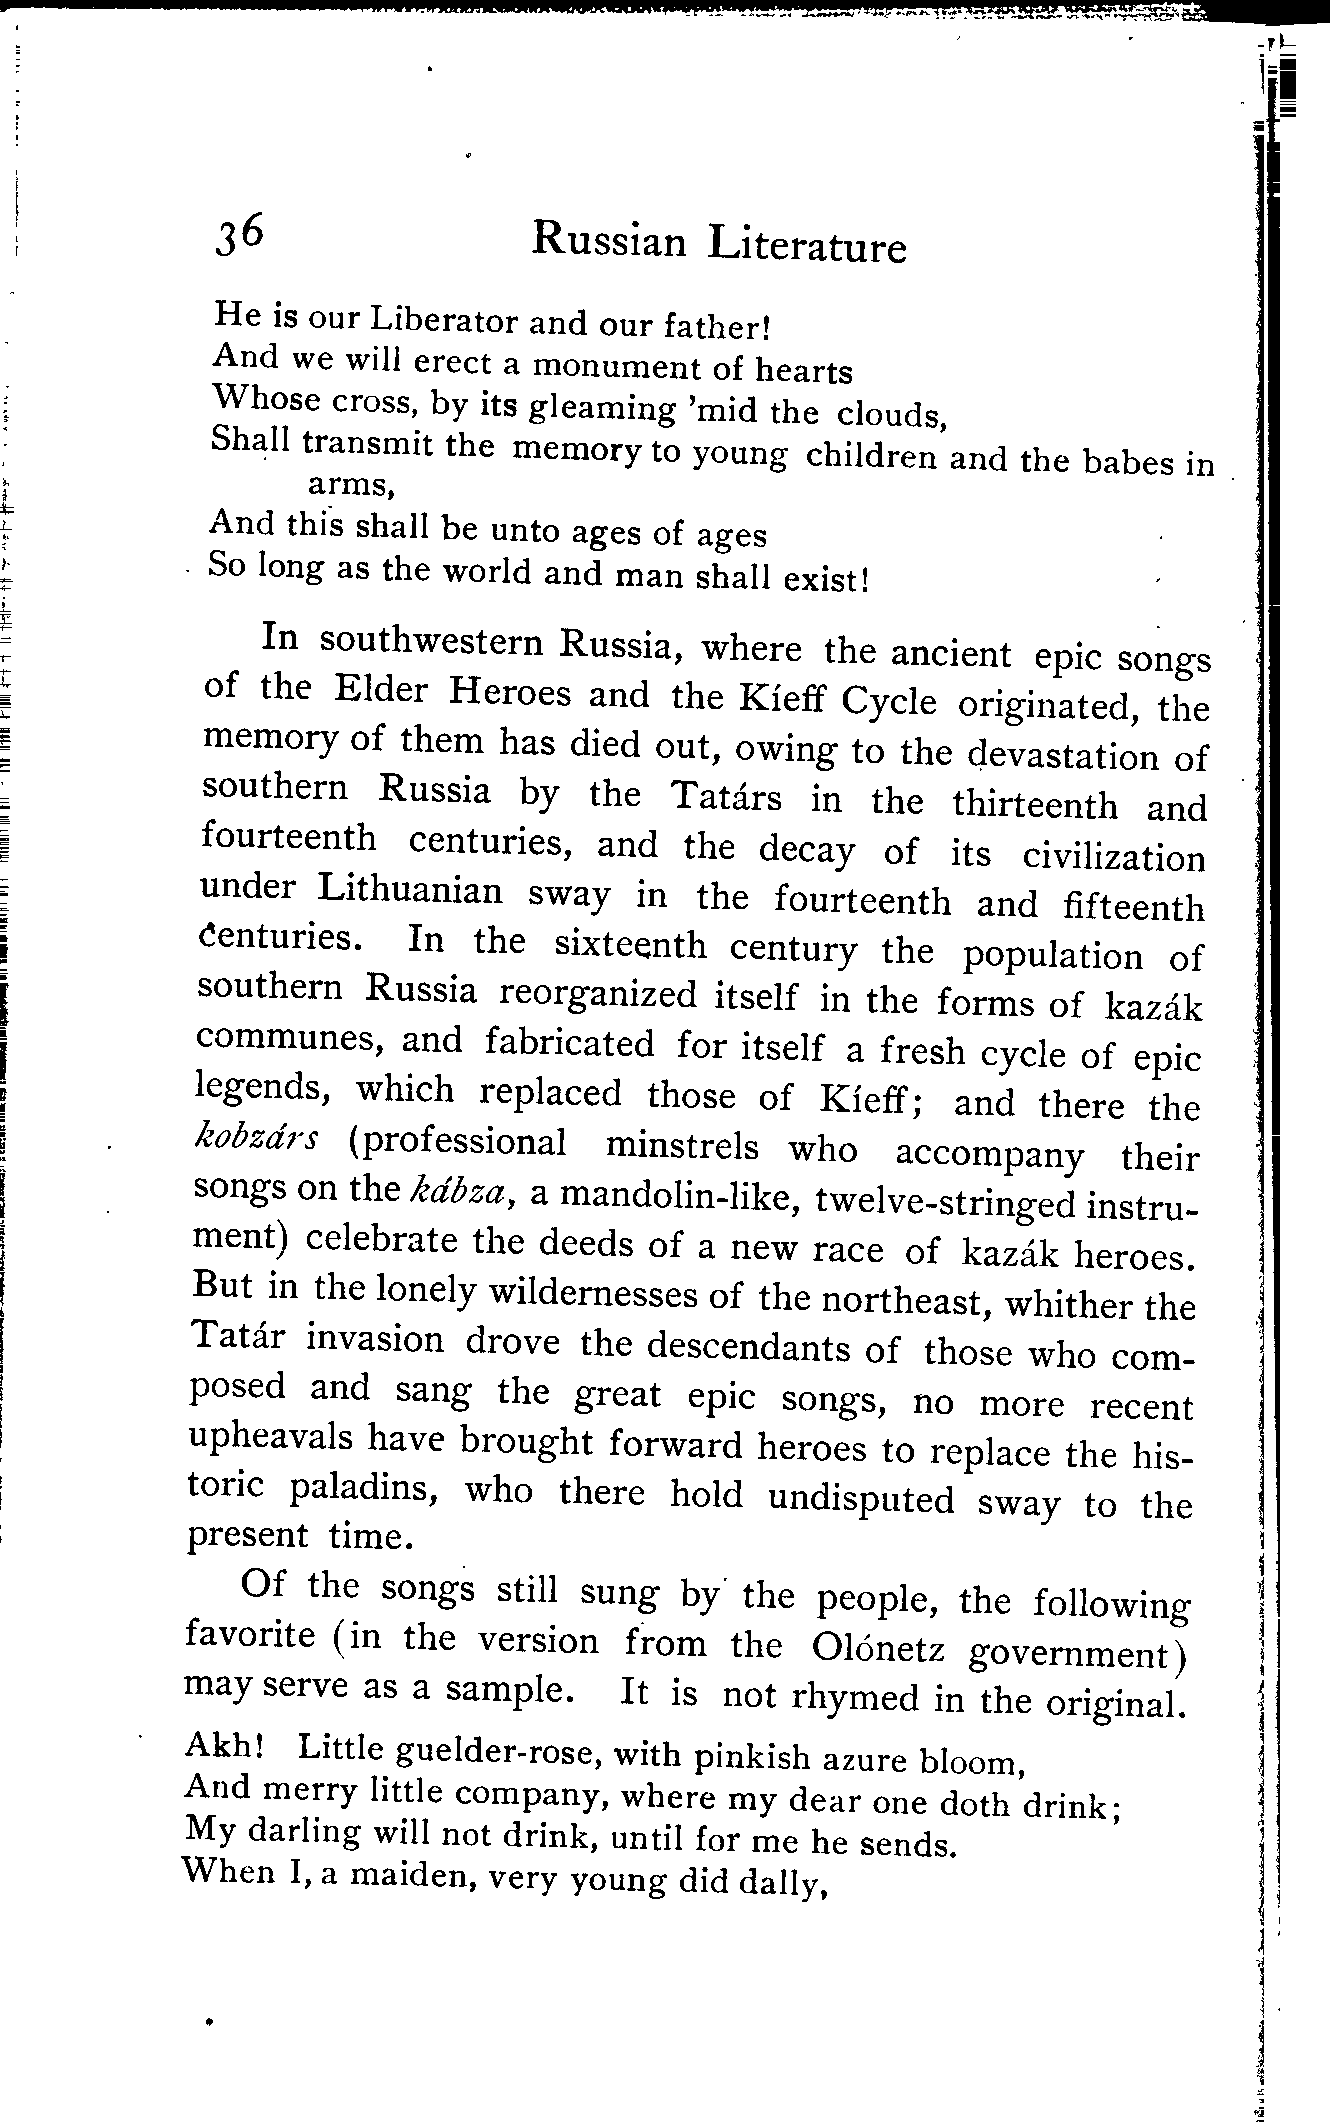 36 Russian Literature
He is our Liberator and our father!
And we will erect a monument of hearts
Whose cross, by its gleaming 'mid the clouds,
Shall transmit the memory to young children and the babes in
arms,
And this shall be unto ages of ages
So long as the world and man shall exist!
In southwestern Russia, where the ancient epic songs
of the Elder Heroes and the Kíeff Cycle originated, the
memory of them has died out, owing to the devastation of
southern Russia by the Tatárs in the thirteenth and
fourteenth centuries, and the decay of its civilization
under Lithuanian sway in the fourteenth and fifteenth
centuries. In the sixteenth century the population of
southern Russia reorganized itself in the forms of kazák
communes, and fabricated for itself a fresh cycle of epic
legends, which replaced those of Kíeff; and there the
kobzárs (professional minstrels who accompany their
songs on the kábza, a mandolin-like, twelve-stringed instru-
ment) celebrate the deeds of a new race of kazák heroes.
But in the lonely wildernesses of the northeast, whither the
Tatár invasion drove the descendants of those who com-
posed and sang the great epic songs, no more recent
upheavals have brought forward heroes to replace the his-
toric paladins, who there hold undisputed sway to the
present time.
Of the songs still sung by the people, the following
favorite (in the version from the Olónetz government)
may serve as a sample. It is not rhymed in the original.
Akh! Little guelder-rose, with pinkish azure bloom,
And merry little company, where my dear one doth drink;
My darling will not drink, until for me he sends.
When I, a maiden, very young did dally,